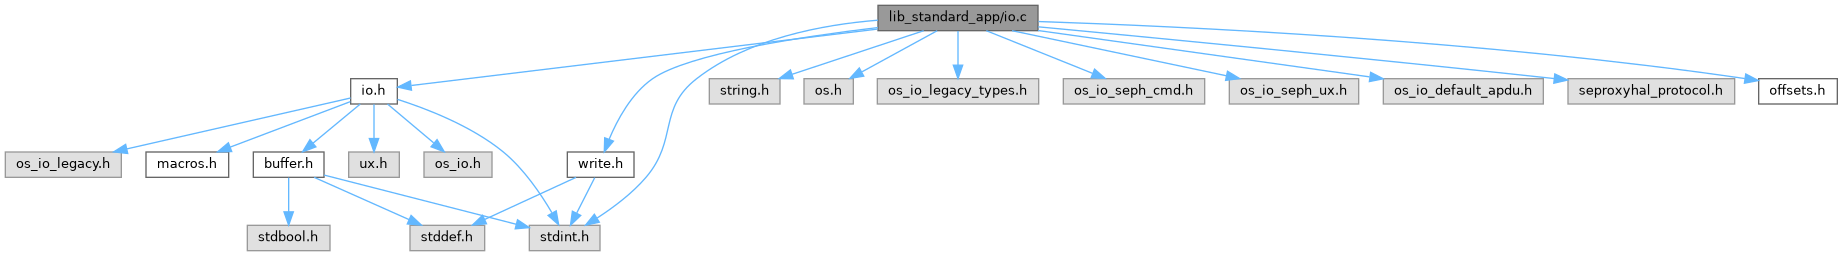 lib_standard_app/io.c
io.h
string.h
os.h
os_io_legacy_types.h
os_io_seph_cmd.h
os_io_seph_ux.h
os_io_default_apdu.h
seproxyhal_protocol.h
offsets.h
os_io_legacy.h
macros.h
buffer.h
ux.h
os_io.h
write.h
stdbool.h
stddef.h
stdint.h